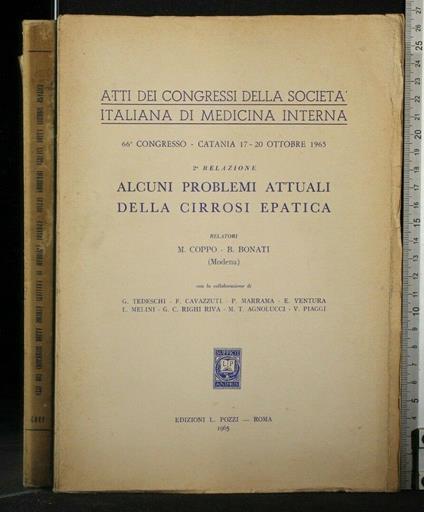 ATTI DEI CONGRESSI DELLA SOCIETA'
ITALIANA DI MEDICINA INTERNA
66° CONGRESSO - CATANIA 17-20 OTTOBRE 1965
2ª RELAZIONE
ALCUNI PROBLEMI ATTUALI
DELLA CIRROSI EPATICA
RELATORI
M. COPPO - B. BONATI
(Modena)
con la collaborazione di
G. TEDESCHI - F. CAVAZZUTI - P. MARRAMA - E. VENTURA
L. MELINI - G. C. RIGHI RIVA - M. T. AGNOLUCCI - V. PIAGGI
EDIZIONI L. POZZI — ROMA
1965